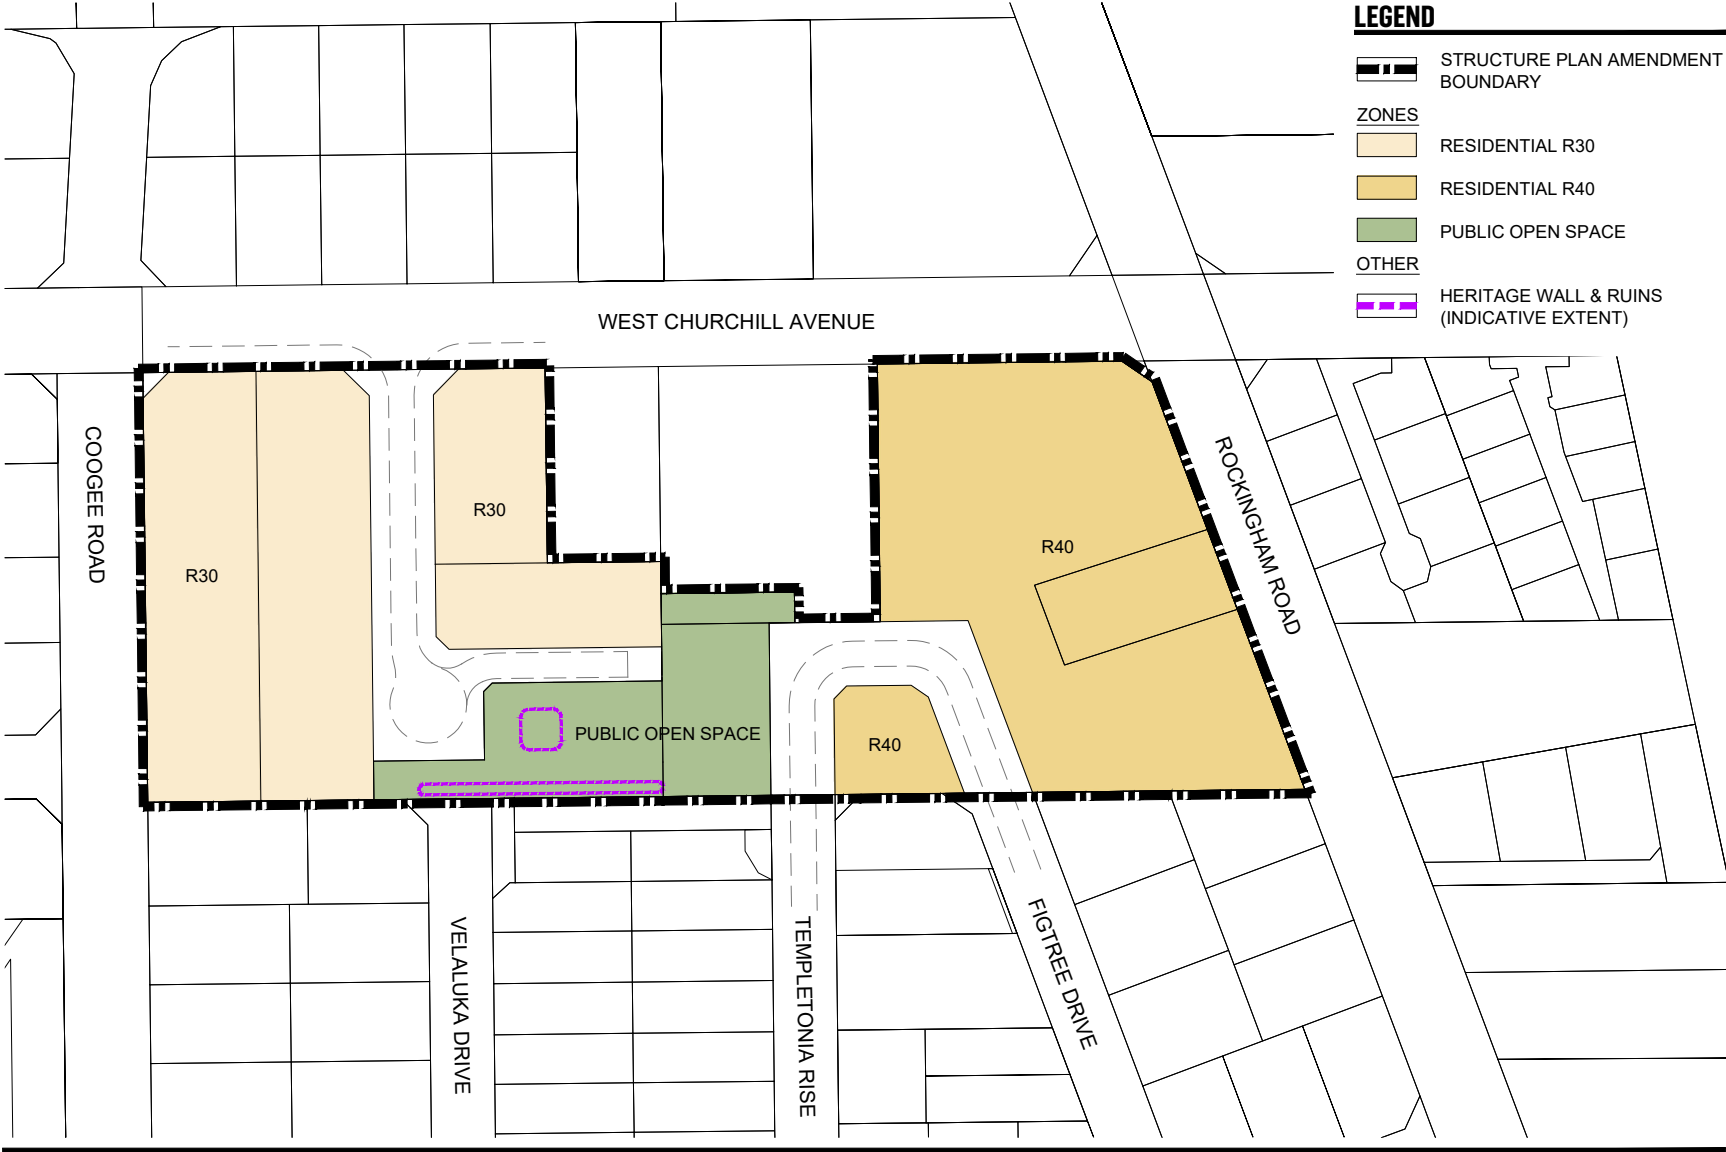 LEGEND
STRUCTURE PLAN AMENDMENT
BOUNDARY
ZONES
RESIDENTIAL R30
RESIDENTIAL R40
PUBLIC OPEN SPACE
OTHER
HERITAGE WALL & RUINS
(INDICATIVE EXTENT)
WEST CHURCHILL AVENUE
COOGEE ROAD
ROCKINGHAM ROAD
R30
R40
R30
PUBLIC OPEN SPACE
R40
VELALUKA DRIVE
TEMPLETONIA RISE
FIGTREE DRIVE